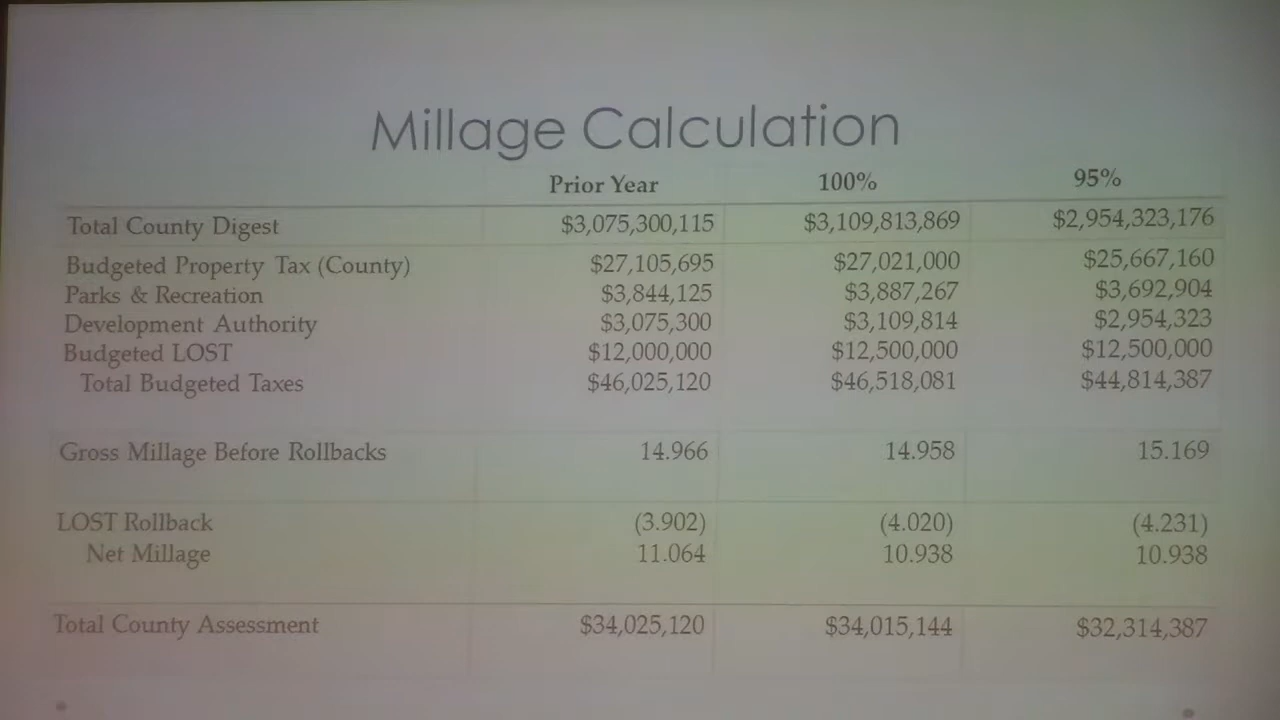 Millage Calculation
Prior Year 100% 95%
Total County Digest $3,075,300,115 $3,109,813,869 $2,954,323,176
Budgeted Property Tax (County) $27,105,695 $27,021,000 $25,667,160
Parks & Recreation $3,844,125 $3,887,267 $3,692,904
Development Authority $3,075,300 $3,109,814 $2,954,323
Budgeted LOST $12,000,000 $12,500,000 $12,500,000
Total Budgeted Taxes $46,025,120 $46,518,081 $44,814,387
Gross Millage Before Rollbacks 14.966 14.958 15.169
LOST Rollback (3.902) (4.020) (4.231)
Net Millage 11.064 10.938 10.938
Total County Assessment $34,025,120 $34,015,144 $32,314,387